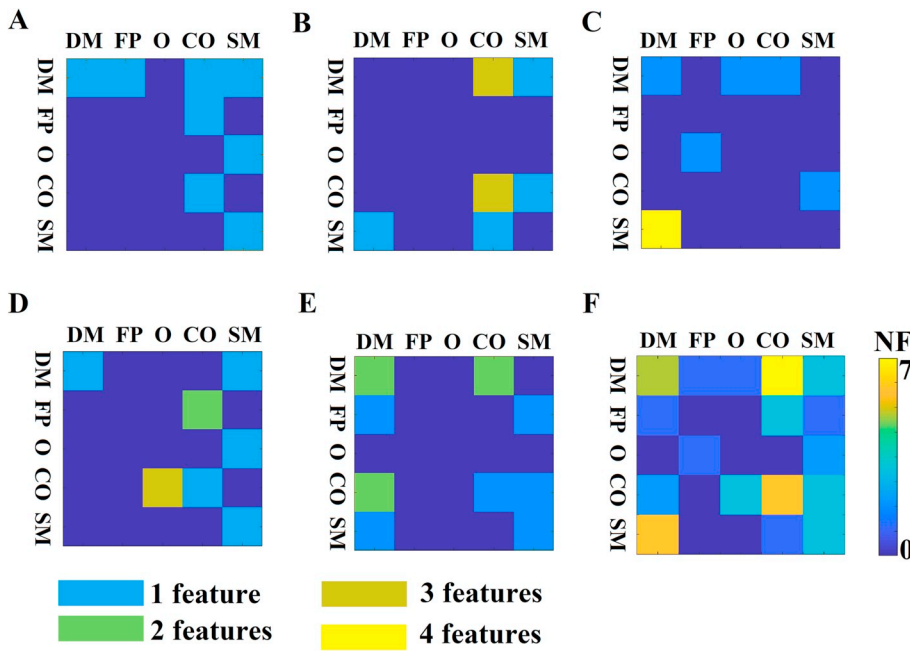 A
DM FP O CO SM
DM
FP
O
CO
SM
B
DM FP O CO SM
DM
FP
O
CO
SM
C
DM FP O CO SM
DM
FP
O
CO
SM
D
DM FP O CO SM
DM
FP
O
CO
SM
E
DM FP O CO SM
DM
FP
O
CO
SM
F
DM FP O CO SM
DM
FP
O
CO
SM
NF
7
0
1 feature
2 features
3 features
4 features